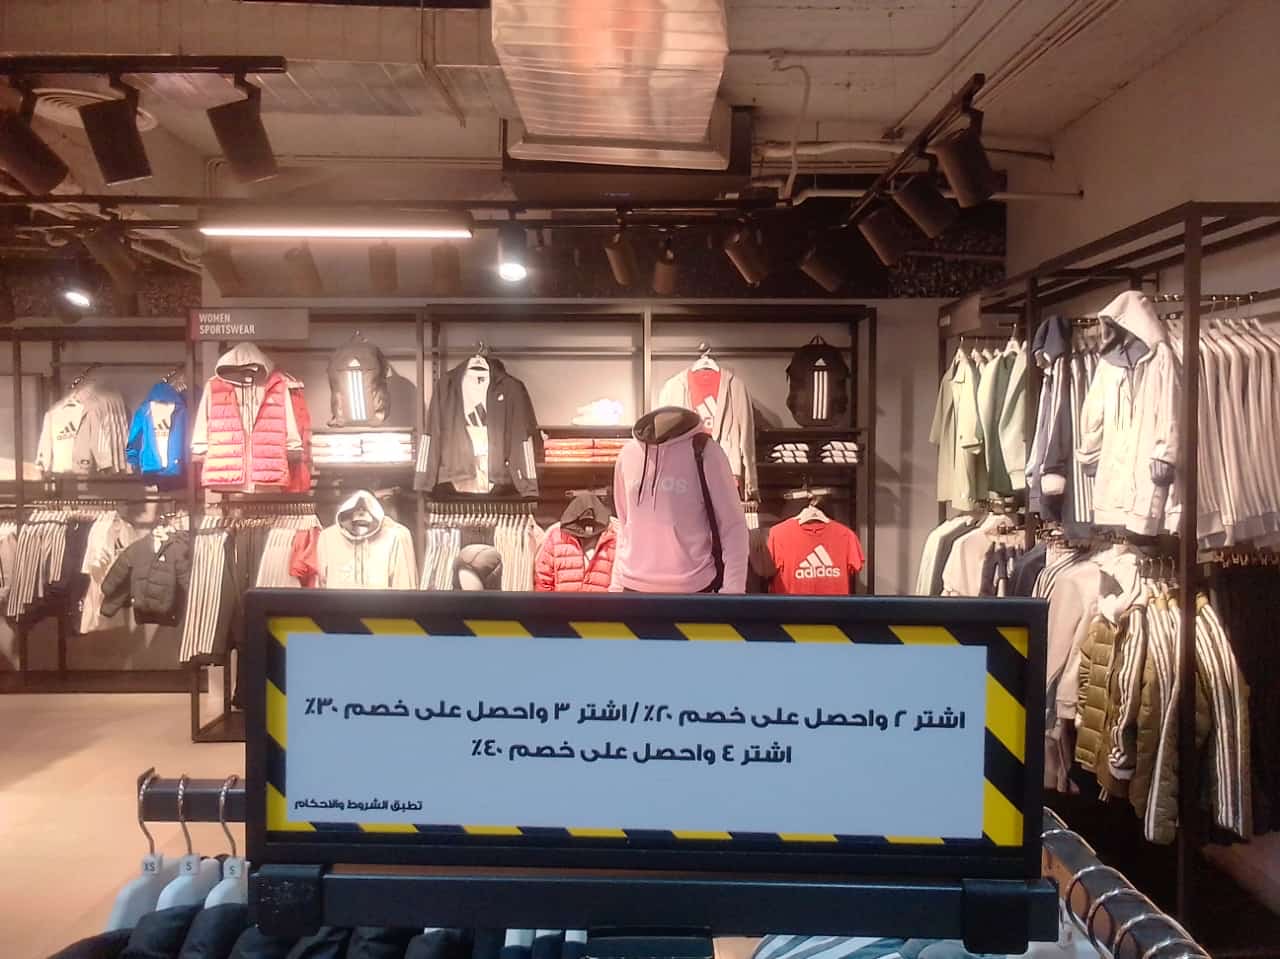 WOMEN
SPORTSWEAR
adidas
اشتر ٢ واحصل على خصم ٢٠٪ / اشتر ٣ واحصل على خصم ٣٠٪
اشتر ٤ واحصل على خصم ٤٠٪
تطبق الشروط والاحكام
XS
S
S